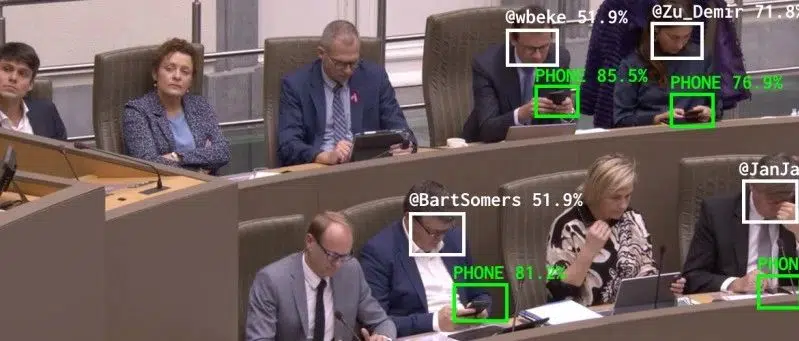 @wbeke 51.9%
@Zu_Demir 71.8%
PHONE 85.5%
PHONE 76.9%
@JanJa
@BartSomers 51.9%
PHON
PHONE 81.2%